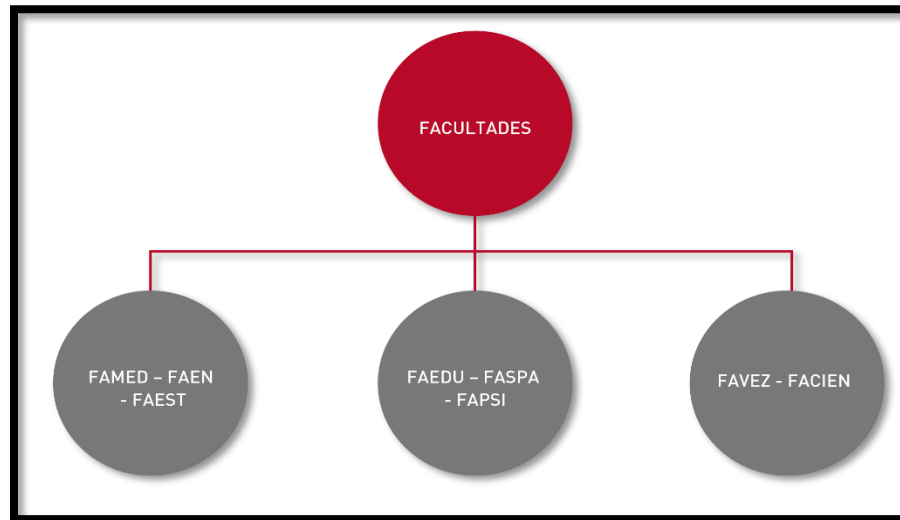 FACULTADES
FAMED – FAEN
- FAEST
FAEDU – FASPA
- FAPSI
FAVEZ - FACIEN